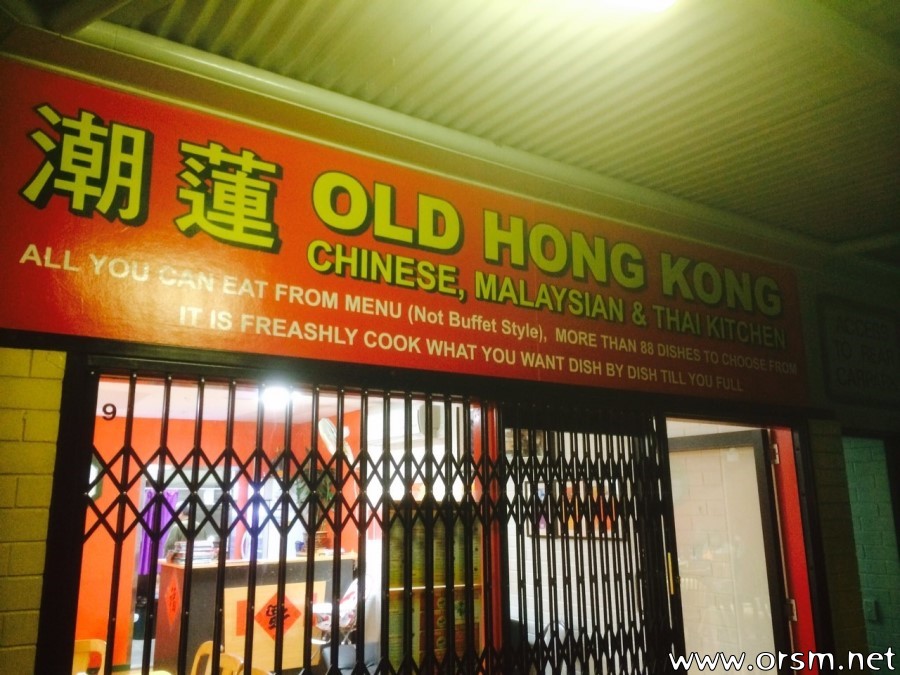 潮蓮 OLD HONG KONG
CHINESE, MALAYSIAN & THAI KITCHEN
ALL YOU CAN EAT FROM MENU (Not Buffet Style), MORE THAN 88 DISHES TO CHOOSE FROM
IT IS FREASHLY COOK WHAT YOU WANT DISH BY DISH TILL YOU FULL
9
www.orsm.net